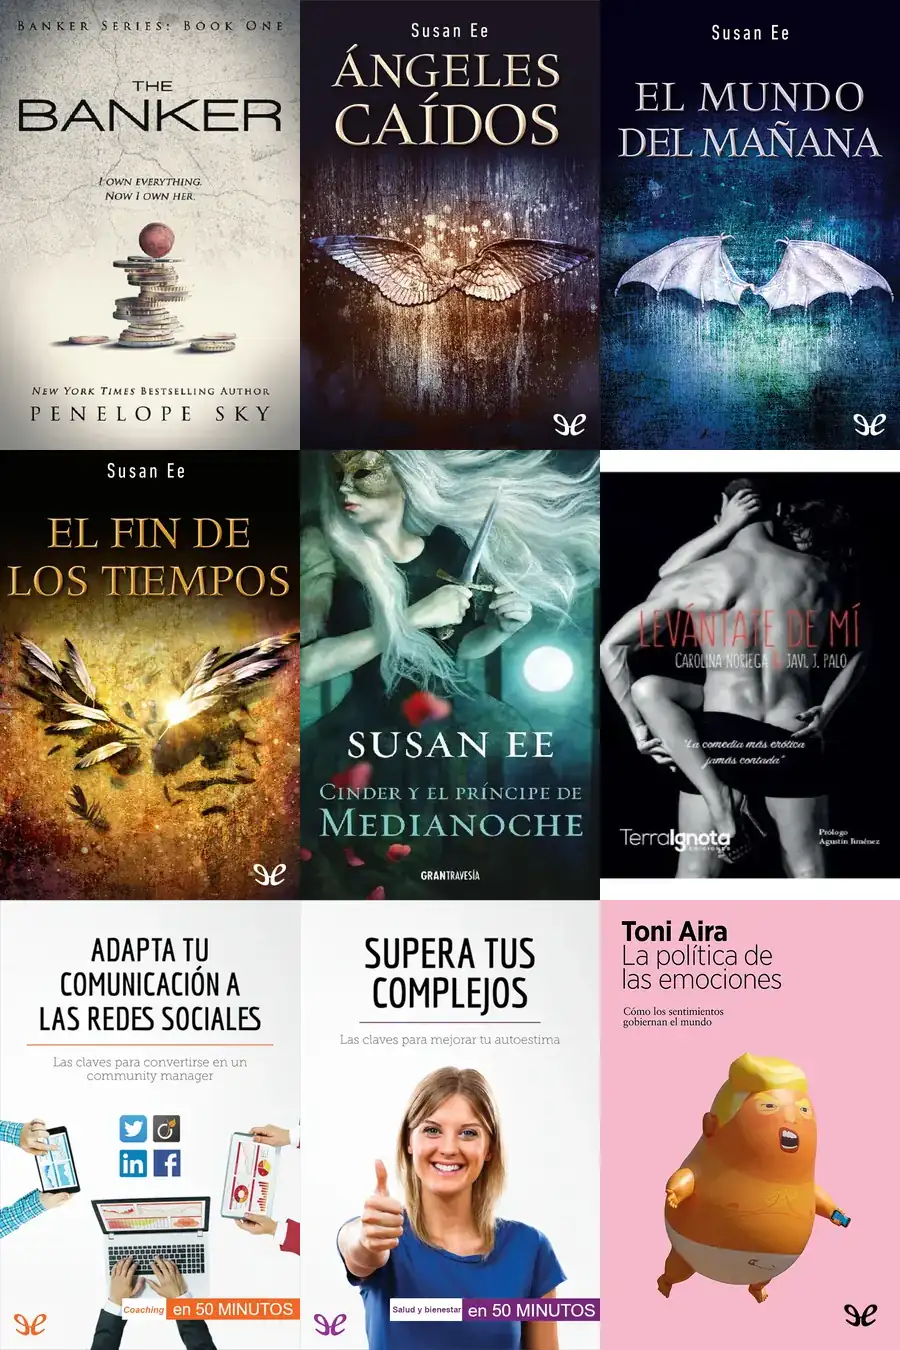 BANKER SERIES: BOOK ONE
THE
BANKER
I OWN EVERYTHING.
NOW I OWN HER.
NEW YORK TIMES BESTSELLING AUTHOR
PENELOPE SKY
Susan Ee
ÁNGELES
CAÍDOS
Susan Ee
EL MUNDO
DEL MAÑANA
Susan Ee
EL FIN DE
LOS TIEMPOS
SUSAN EE
CINDER Y EL PRÍNCIPE DE
MEDIANOCHE
GRANTRAVESÍA
LEVÁNTATE DE MÍ
CAROLINA NORIEGA & JAVI J. PALO
"La comedia más erótica
jamás contada"
TerraIgnota
EDICIONES
Prólogo
Agustín Jiménez
ADAPTA TU
COMUNICACIÓN A
LAS REDES SOCIALES
Las claves para convertirse en un
community manager
in f
Coaching en 50 MINUTOS
SUPERA TUS
COMPLEJOS
Las claves para mejorar tu autoestima
Salud y bienestar en 50 MINUTOS
Toni Aira
La política de
las emociones
Cómo los sentimientos
gobiernan el mundo